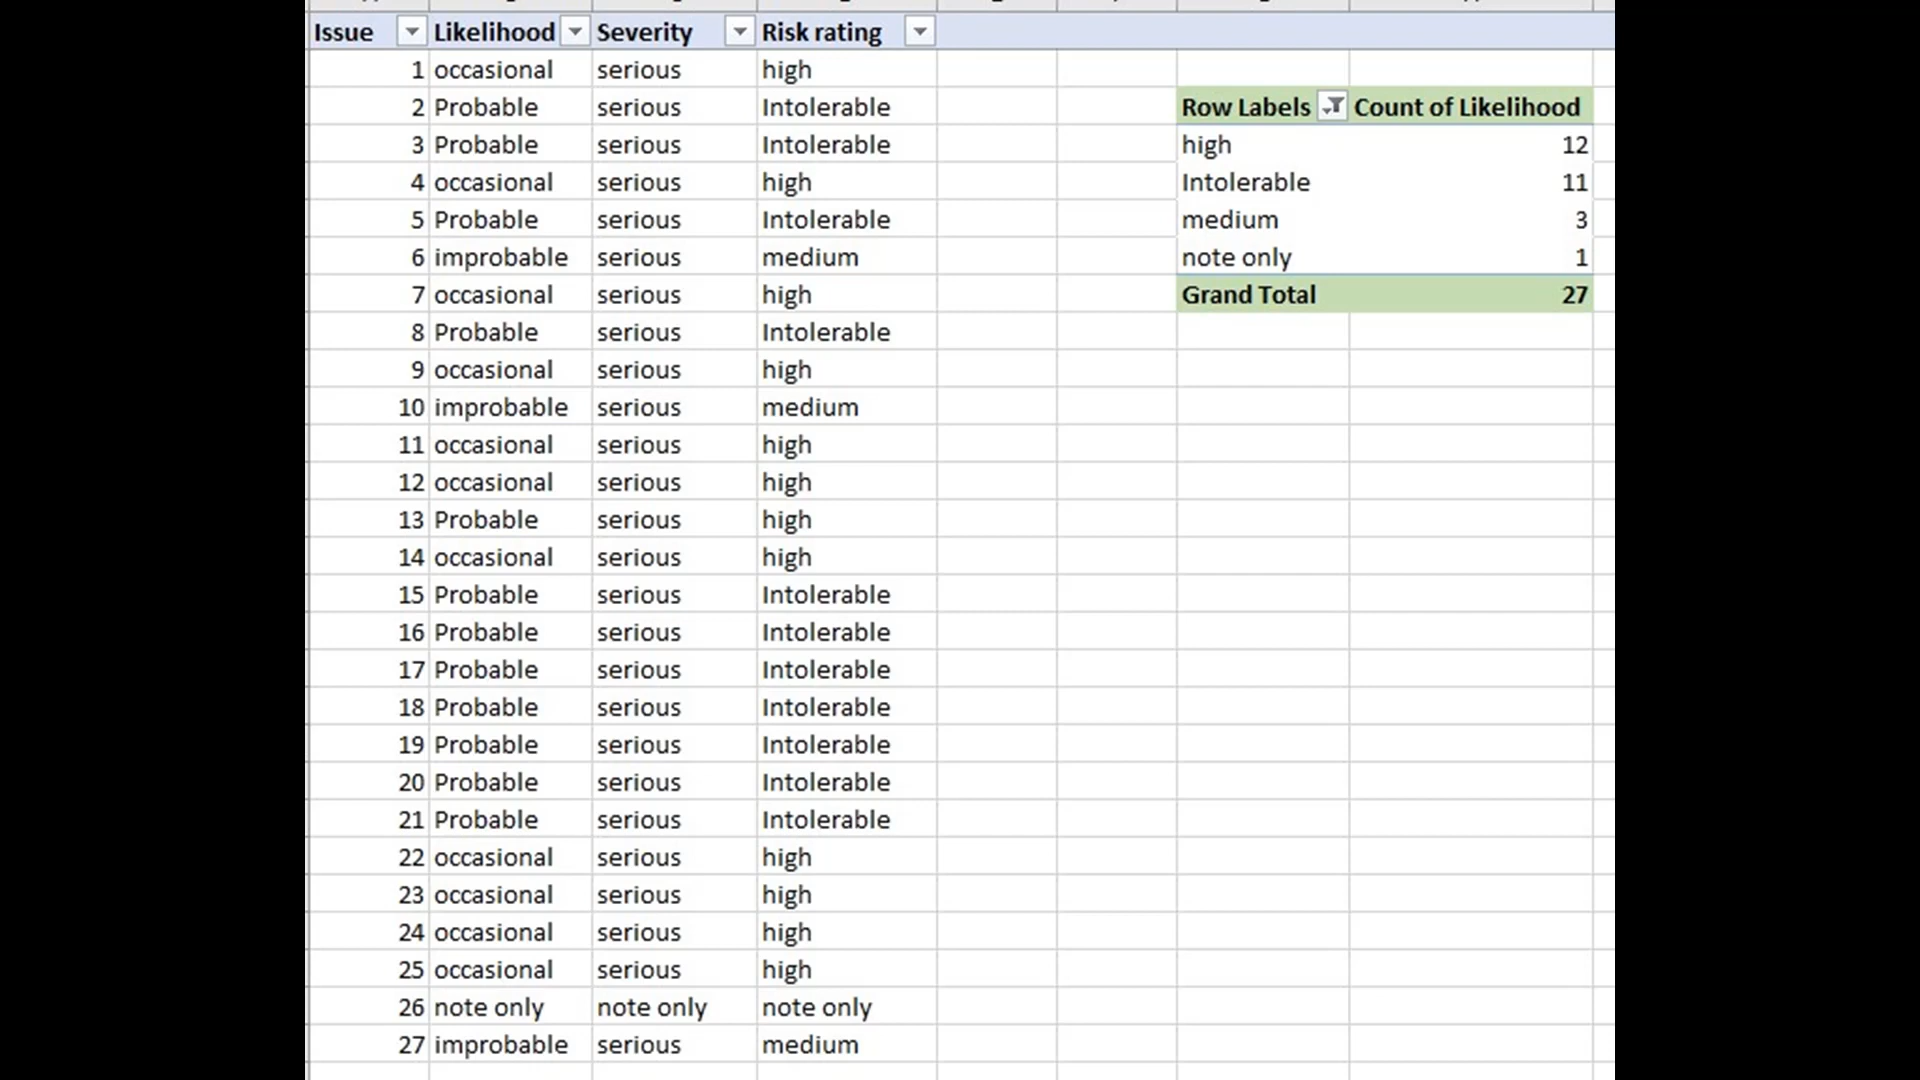 Issue Likelihood Severity Risk rating
1 occasional serious high
2 Probable serious Intolerable
3 Probable serious Intolerable
4 occasional serious high
5 Probable serious Intolerable
6 improbable serious medium
7 occasional serious high
8 Probable serious Intolerable
9 occasional serious high
10 improbable serious medium
11 occasional serious high
12 occasional serious high
13 Probable serious high
14 occasional serious high
15 Probable serious Intolerable
16 Probable serious Intolerable
17 Probable serious Intolerable
18 Probable serious Intolerable
19 Probable serious Intolerable
20 Probable serious Intolerable
21 Probable serious Intolerable
22 occasional serious high
23 occasional serious high
24 occasional serious high
25 occasional serious high
26 note only note only note only
27 improbable serious medium
Row Labels Count of Likelihood
high 12
Intolerable 11
medium 3
note only 1
Grand Total 27